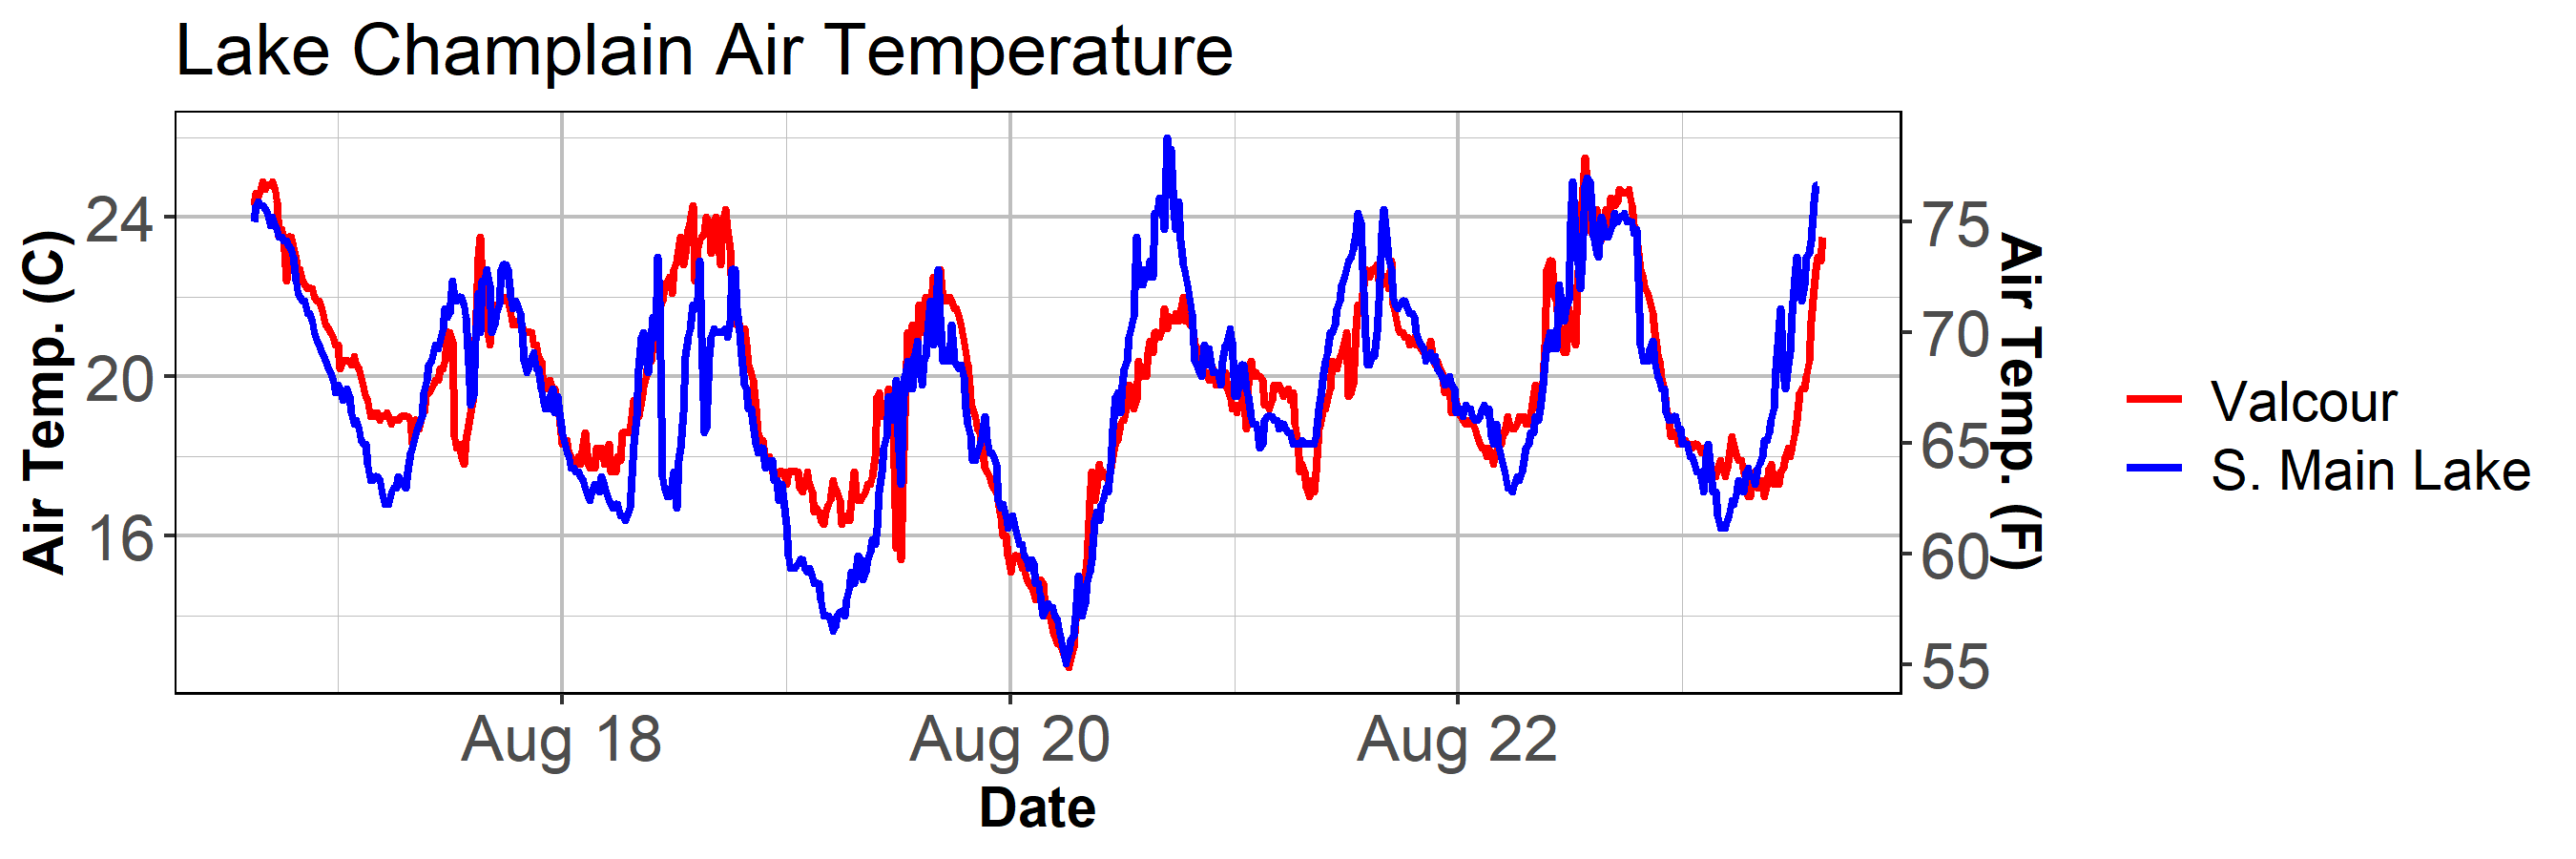 Lake Champlain Air Temperature
Air Temp. (C)
24
20
16
75
70
65
60
55
Air Temp. (F)
Aug 18
Aug 20
Aug 22
Date
Valcour
S. Main Lake